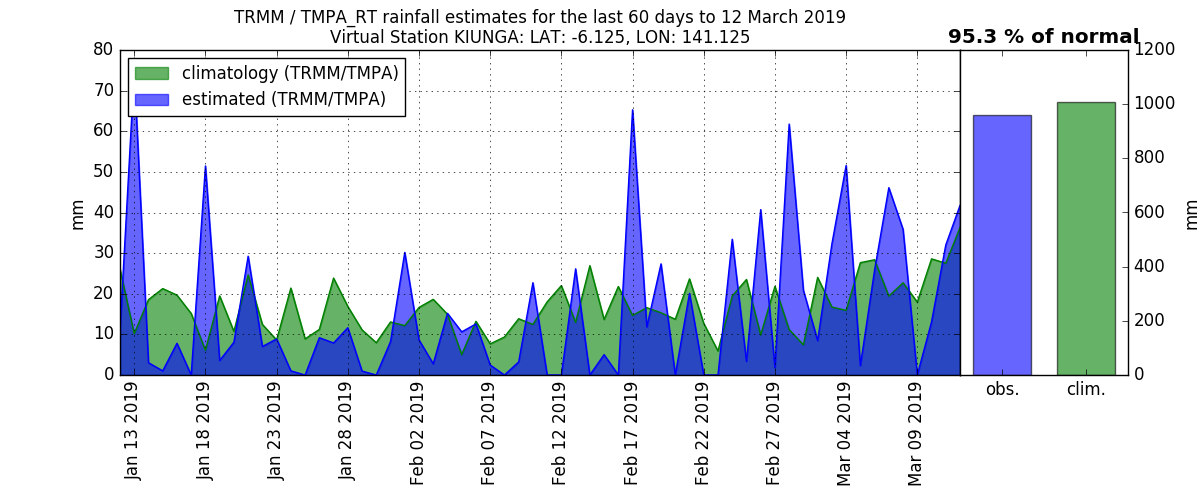 TRMM / TMPA_RT rainfall estimates for the last 60 days to 12 March 2019
Virtual Station KIUNGA: LAT: -6.125, LON: 141.125
95.3 % of normal
climatology (TRMM/TMPA)
estimated (TRMM/TMPA)
80
70
60
50
40
30
20
10
0
mm
Jan 13 2019
Jan 18 2019
Jan 23 2019
Jan 28 2019
Feb 02 2019
Feb 07 2019
Feb 12 2019
Feb 17 2019
Feb 22 2019
Feb 27 2019
Mar 04 2019
Mar 09 2019
1200
1000
800
600
400
200
0
mm
obs.
clim.